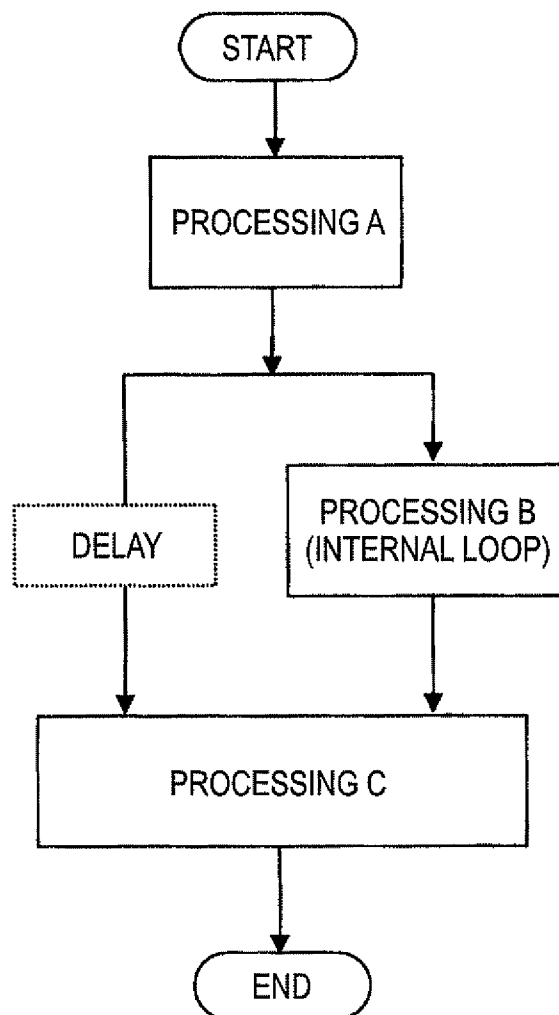 START
PROCESSING A
DELAY
PROCESSING B
(INTERNAL LOOP)
PROCESSING C
END